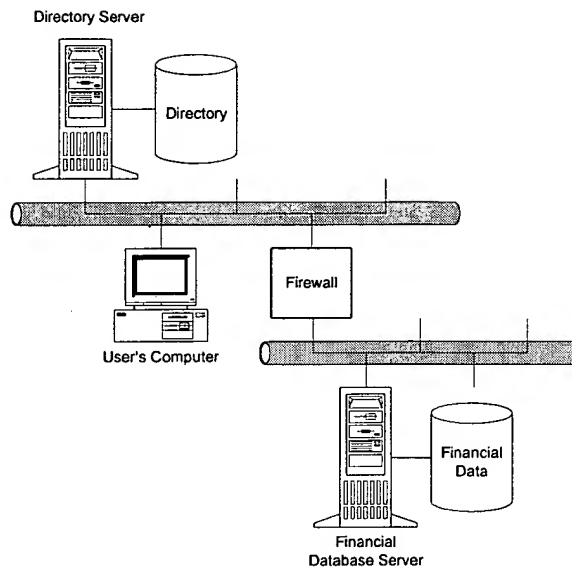 Directory Server
Directory
User's Computer
Firewall
Financial
Data
Financial
Database Server